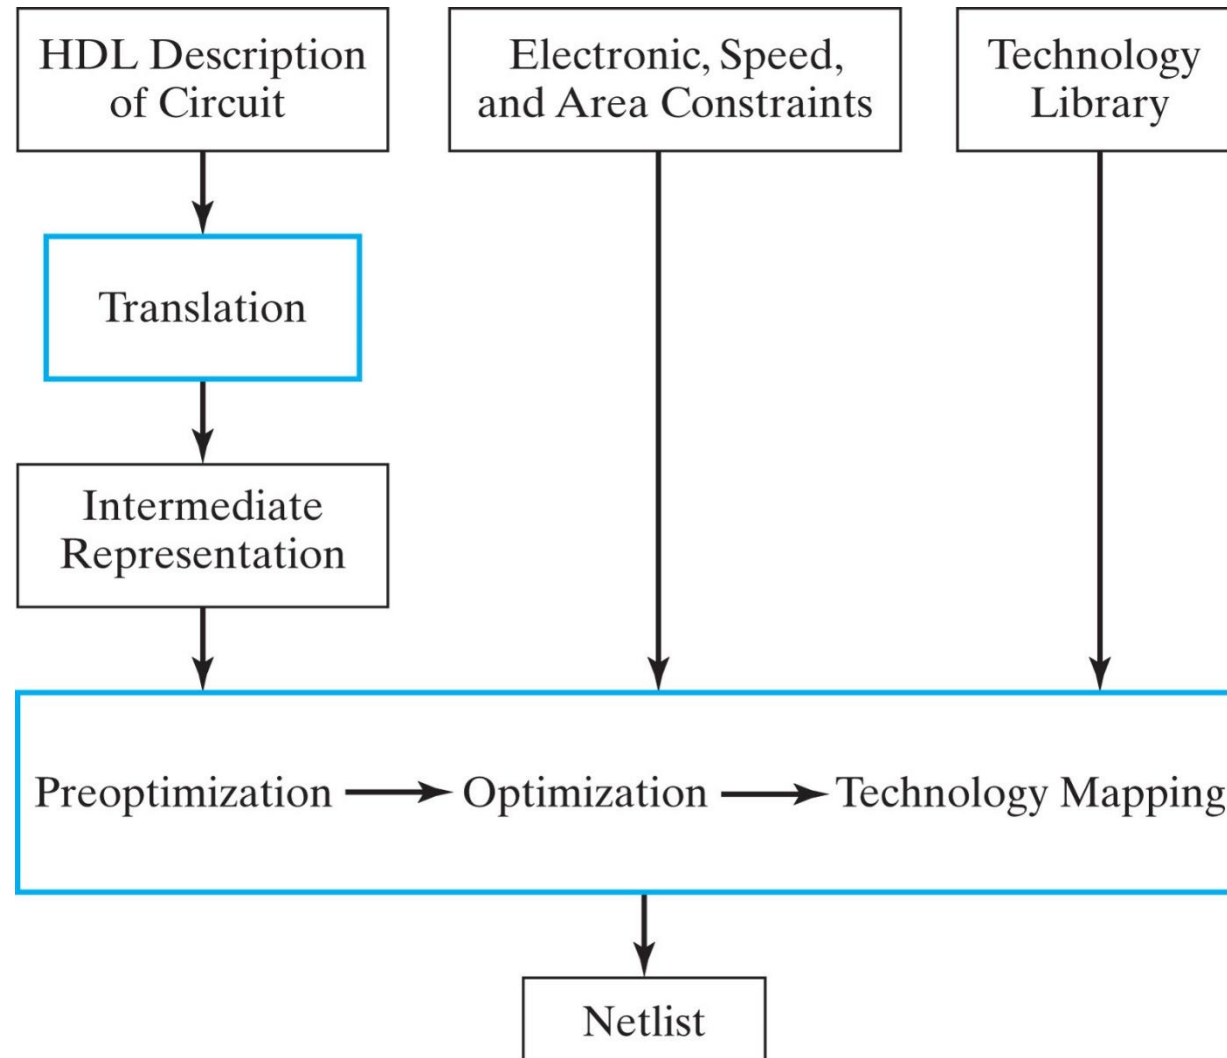 HDL Description
of Circuit
Electronic, Speed,
and Area Constraints
Technology
Library
Translation
Intermediate
Representation
Preoptimization
Optimization
Technology Mapping
Netlist